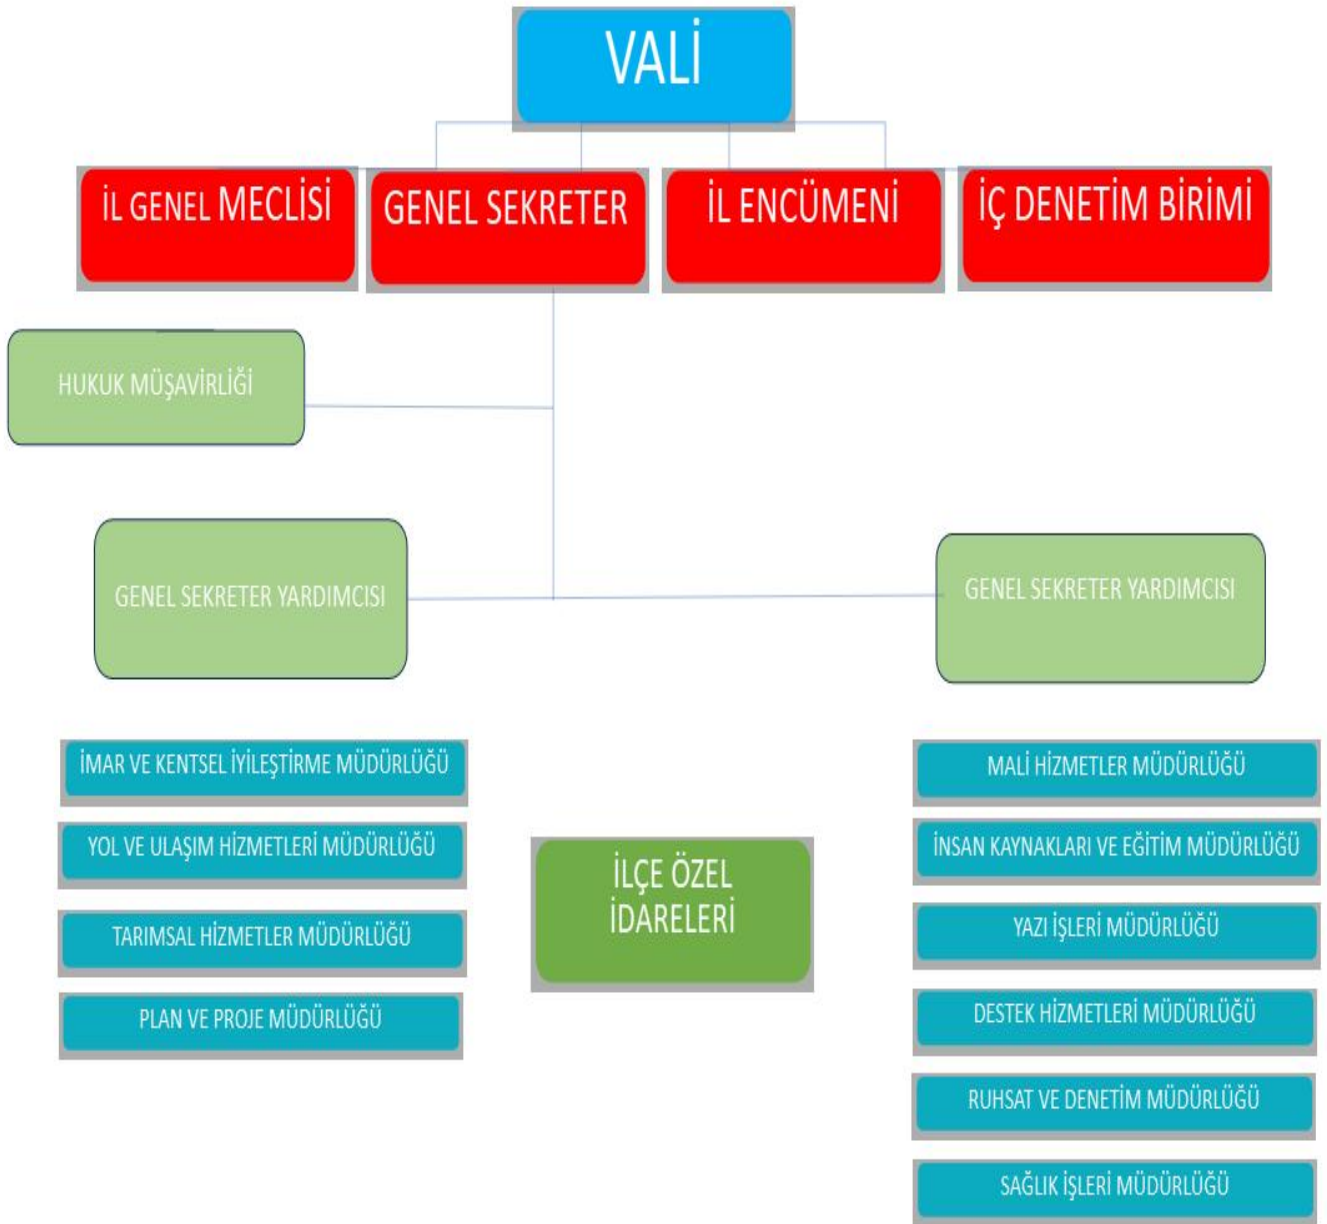 VALİ
İL GENEL MECLİSİ
GENEL SEKRETER
İL ENCÜMENİ
İÇ DENETİM BİRİMİ
HUKUK MÜŞAVİRLİĞİ
GENEL SEKRETER YARDIMCISI
GENEL SEKRETER YARDIMCISI
İMAR VE KENTSEL İYİLEŞTİRME MÜDÜRLÜĞÜ
YOL VE ULAŞIM HİZMETLERİ MÜDÜRLÜĞÜ
TARIMSAL HİZMETLER MÜDÜRLÜĞÜ
PLAN VE PROJE MÜDÜRLÜĞÜ
İLÇE ÖZEL
İDARELERİ
MALİ HİZMETLER MÜDÜRLÜĞÜ
İNSAN KAYNAKLARI VE EĞİTİM MÜDÜRLÜĞÜ
YAZI İŞLERİ MÜDÜRLÜĞÜ
DESTEK HİZMETLERİ MÜDÜRLÜĞÜ
RUHSAT VE DENETİM MÜDÜRLÜĞÜ
SAĞLIK İŞLERİ MÜDÜRLÜĞÜ